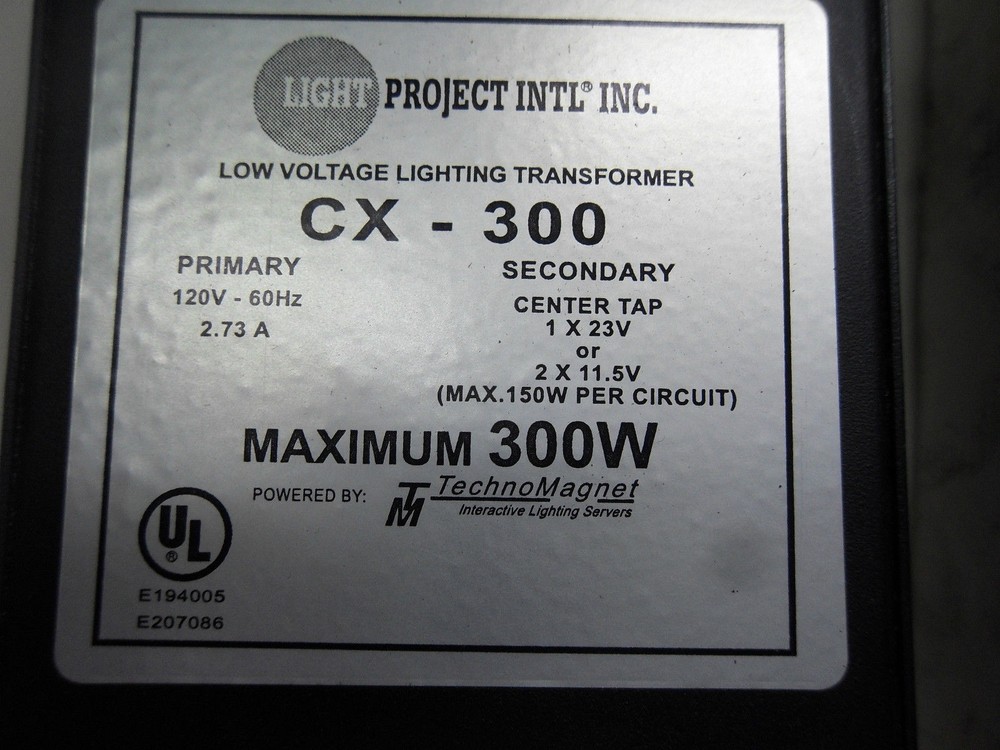 LIGHT PROJECT INTL® INC.
LOW VOLTAGE LIGHTING TRANSFORMER
CX - 300
PRIMARY
120V - 60Hz
2.73 A
SECONDARY
CENTER TAP
1 X 23V
or
2 X 11.5V
(MAX.150W PER CIRCUIT)
MAXIMUM 300W
POWERED BY: TM TechnoMagnet
Interactive Lighting Servers
UL®
E194005
E207086